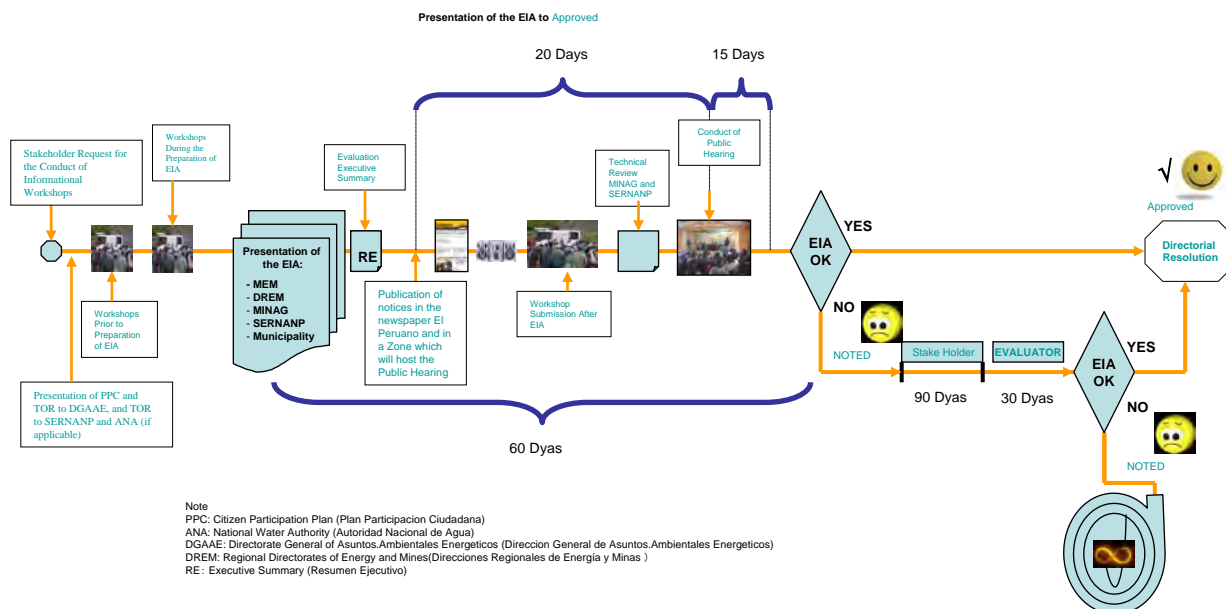 Presentation of the EIA to Approved
20 Days
15 Days
Stakeholder Request for
the Conduct of
Informational
Workshops
Workshops
During the
Preparation of
EIA
Evaluation
Executive
Summary
Technical
Review
MINAG and
SERNANP
Conduct of
Public
Hearing
Presentation of
the EIA:
- MEM
- DREM
- MINAG
- SERNANP
- Municipality
RE
EIA
OK
YES
√
Approved
Directorial
Resolution
Workshops
Prior to
Preparation
of EIA
Publication of
notices in the
newspaper El
Peruano and in
a Zone which
will host the
Public Hearing
Workshop
Submission After
EIA
NO
NOTED
Stake Holder
EVALUATOR
90 Dyas
30 Dyas
EIA
OK
YES
NO
NOTED
Presentation of PPC and
TOR to DGAAE, and TOR
to SERNANP and ANA (if
applicable)
60 Dyas
Note
PPC: Citizen Participation Plan (Plan Participacion Ciudadana)
ANA: National Water Authority (Autoridad Nacional de Agua)
DGAAE: Directorate General of Asuntos.Ambientales Energeticos (Direccion General de Asuntos.Ambientales Energeticos)
DREM: Regional Directorates of Energy and Mines(Direcciones Regionales de Energía y Minas )
RE: Executive Summary (Resumen Ejecutivo)